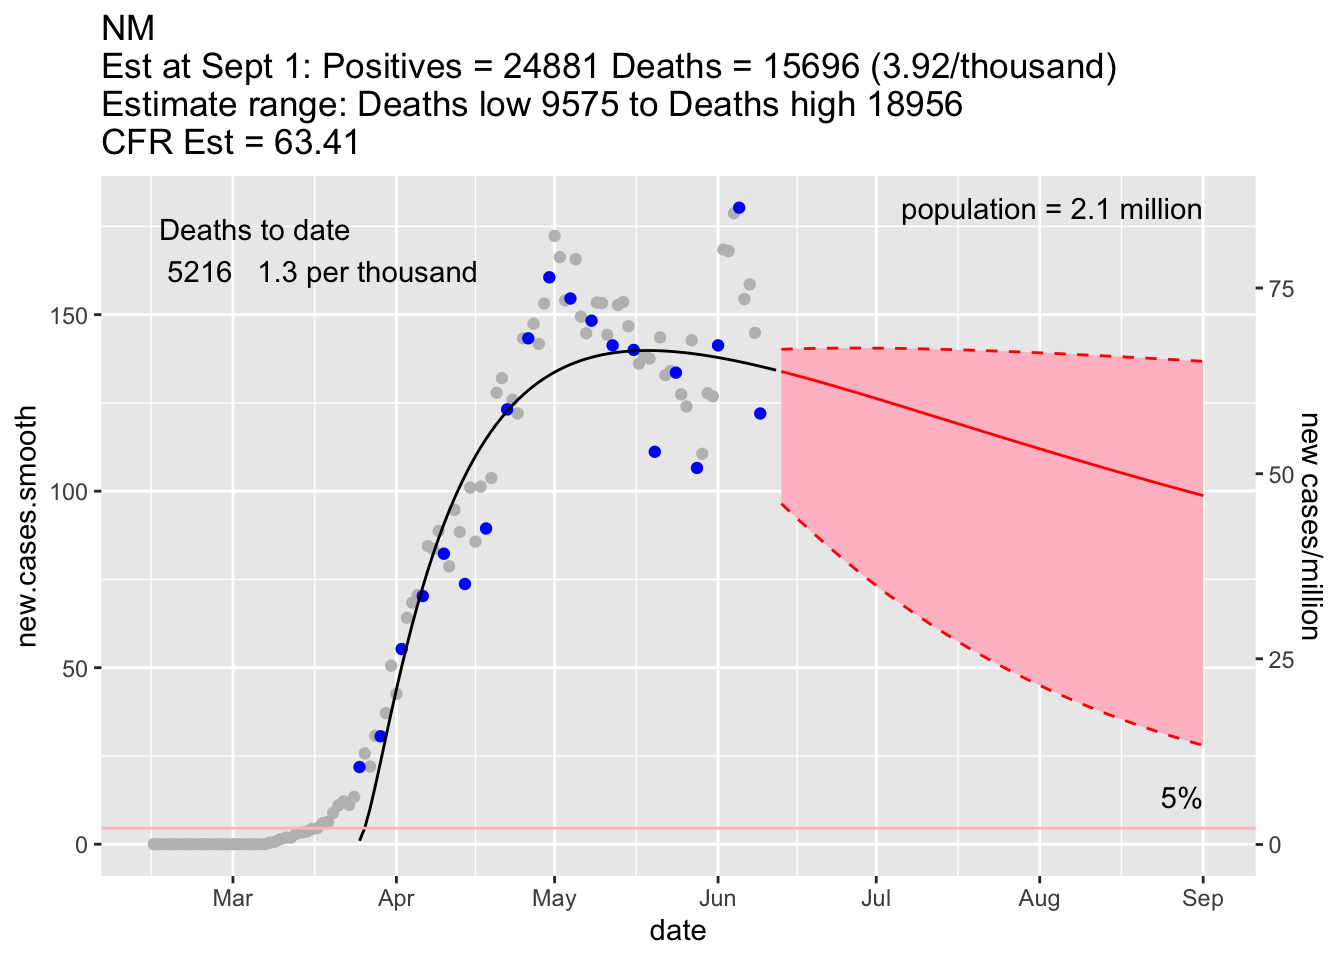 NM
Est at Sept 1: Positives = 24881 Deaths = 15696 (3.92/thousand)
Estimate range: Deaths low 9575 to Deaths high 18956
CFR Est = 63.41
population = 2.1 million
Deaths to date
5216 1.3 per thousand
150
100
50
0
75
50
25
0
5%
new.cases.smooth
new cases/million
Mar Apr May Jun Jul Aug Sep
date